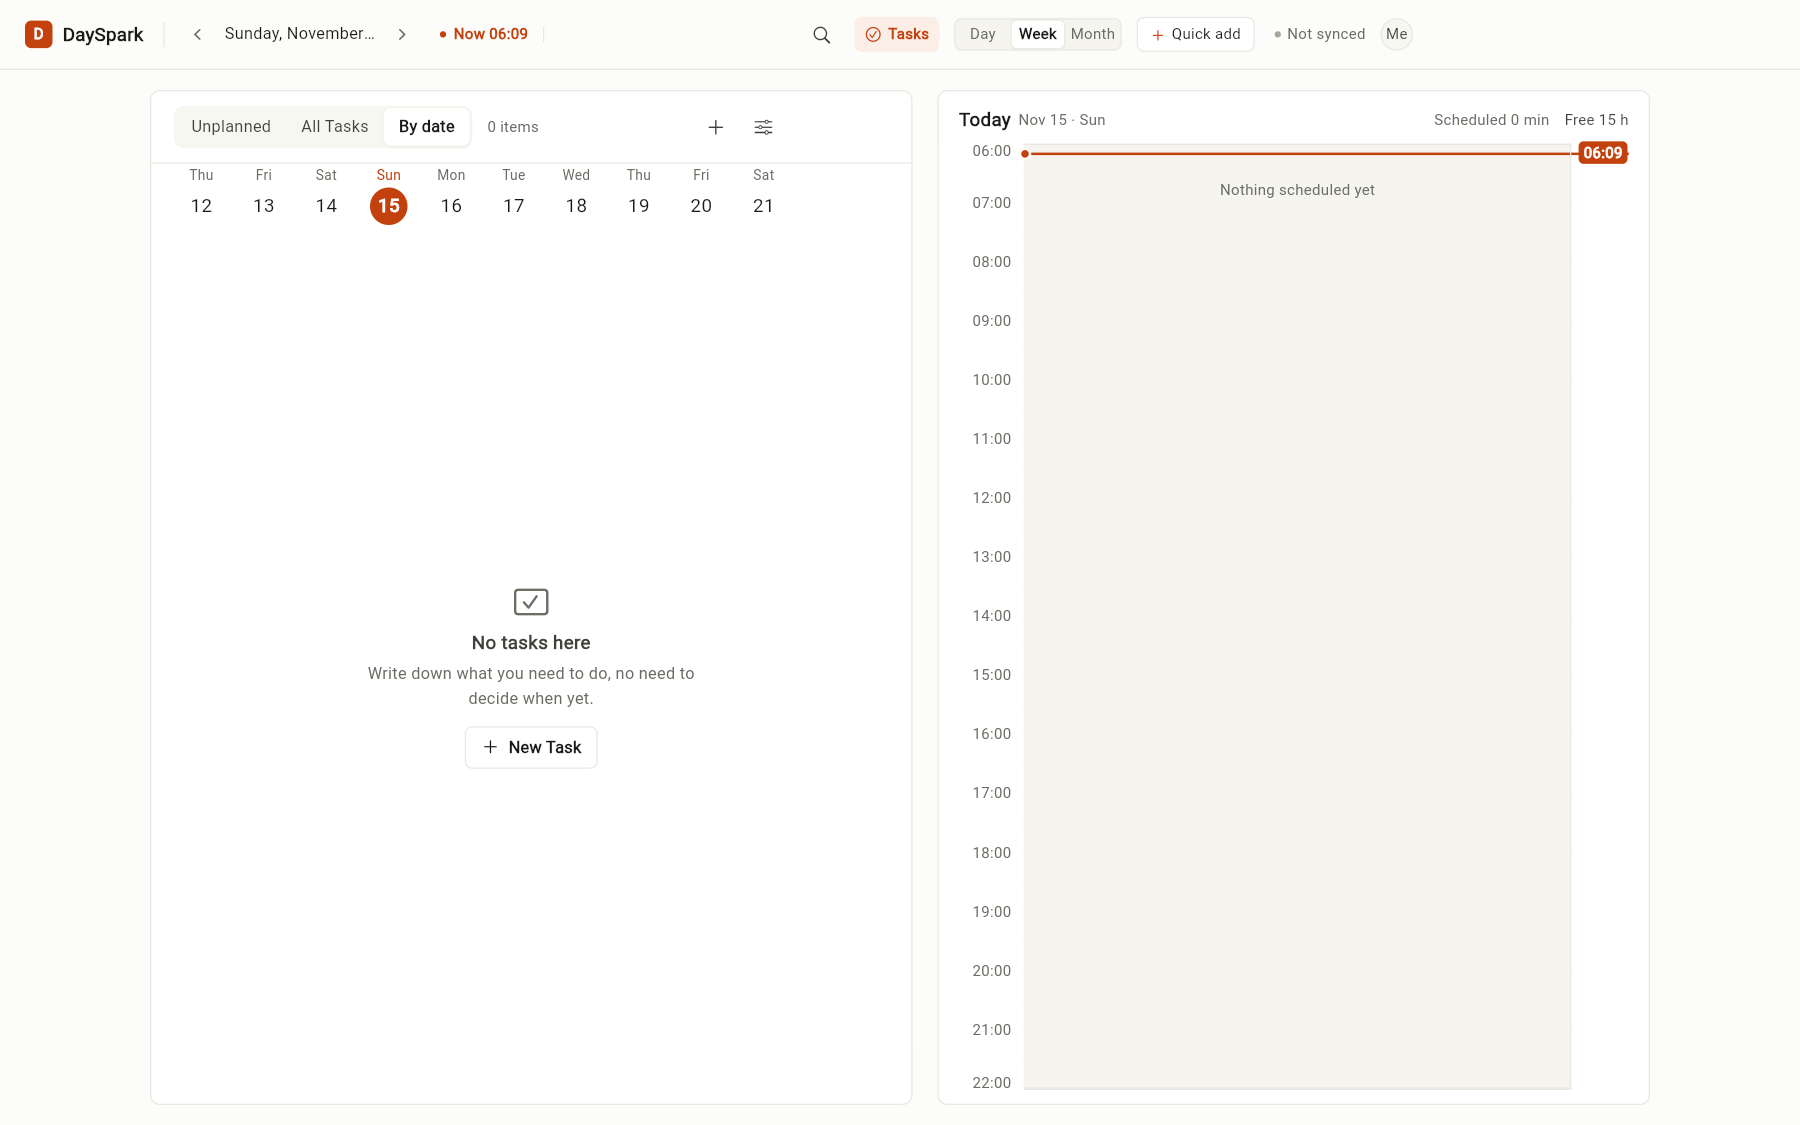 D DaySpark
Sunday, November…
Now 06:09
Tasks
Day Week Month
Quick add
Not synced
Me
Unplanned All Tasks By date 0 items
Thu Fri Sat Sun Mon Tue Wed Thu Fri Sat
12 13 14 15 16 17 18 19 20 21
No tasks here
Write down what you need to do, no need to
decide when yet.
New Task
Today Nov 15 · Sun Scheduled 0 min Free 15 h
06:00
06:09
Nothing scheduled yet
07:00
08:00
09:00
10:00
11:00
12:00
13:00
14:00
15:00
16:00
17:00
18:00
19:00
20:00
21:00
22:00